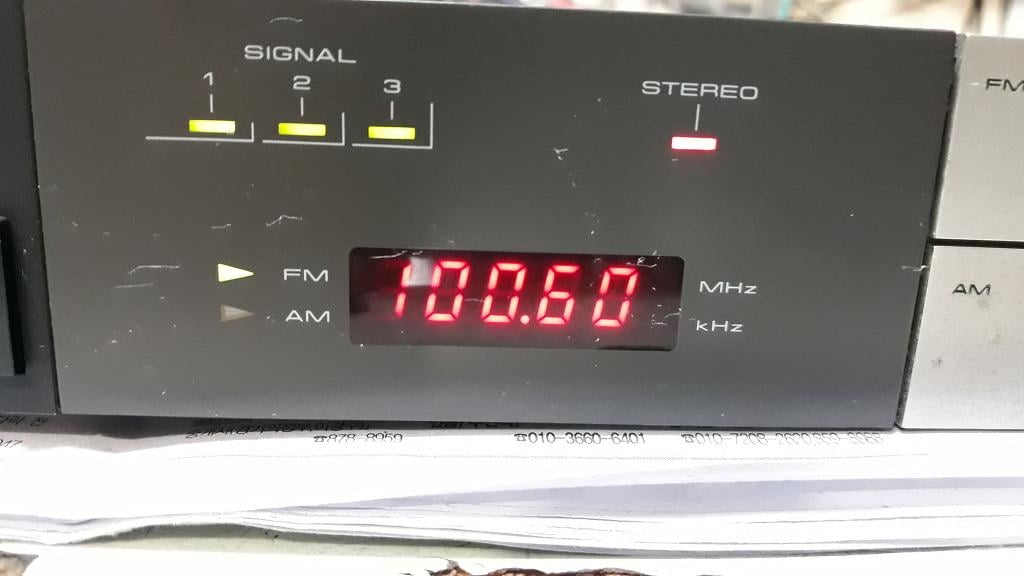 SIGNAL
1 2 3
STEREO
FM
FM
100.60
MHz
AM
kHz
AM
☎878-8959
☎010-3660-6401